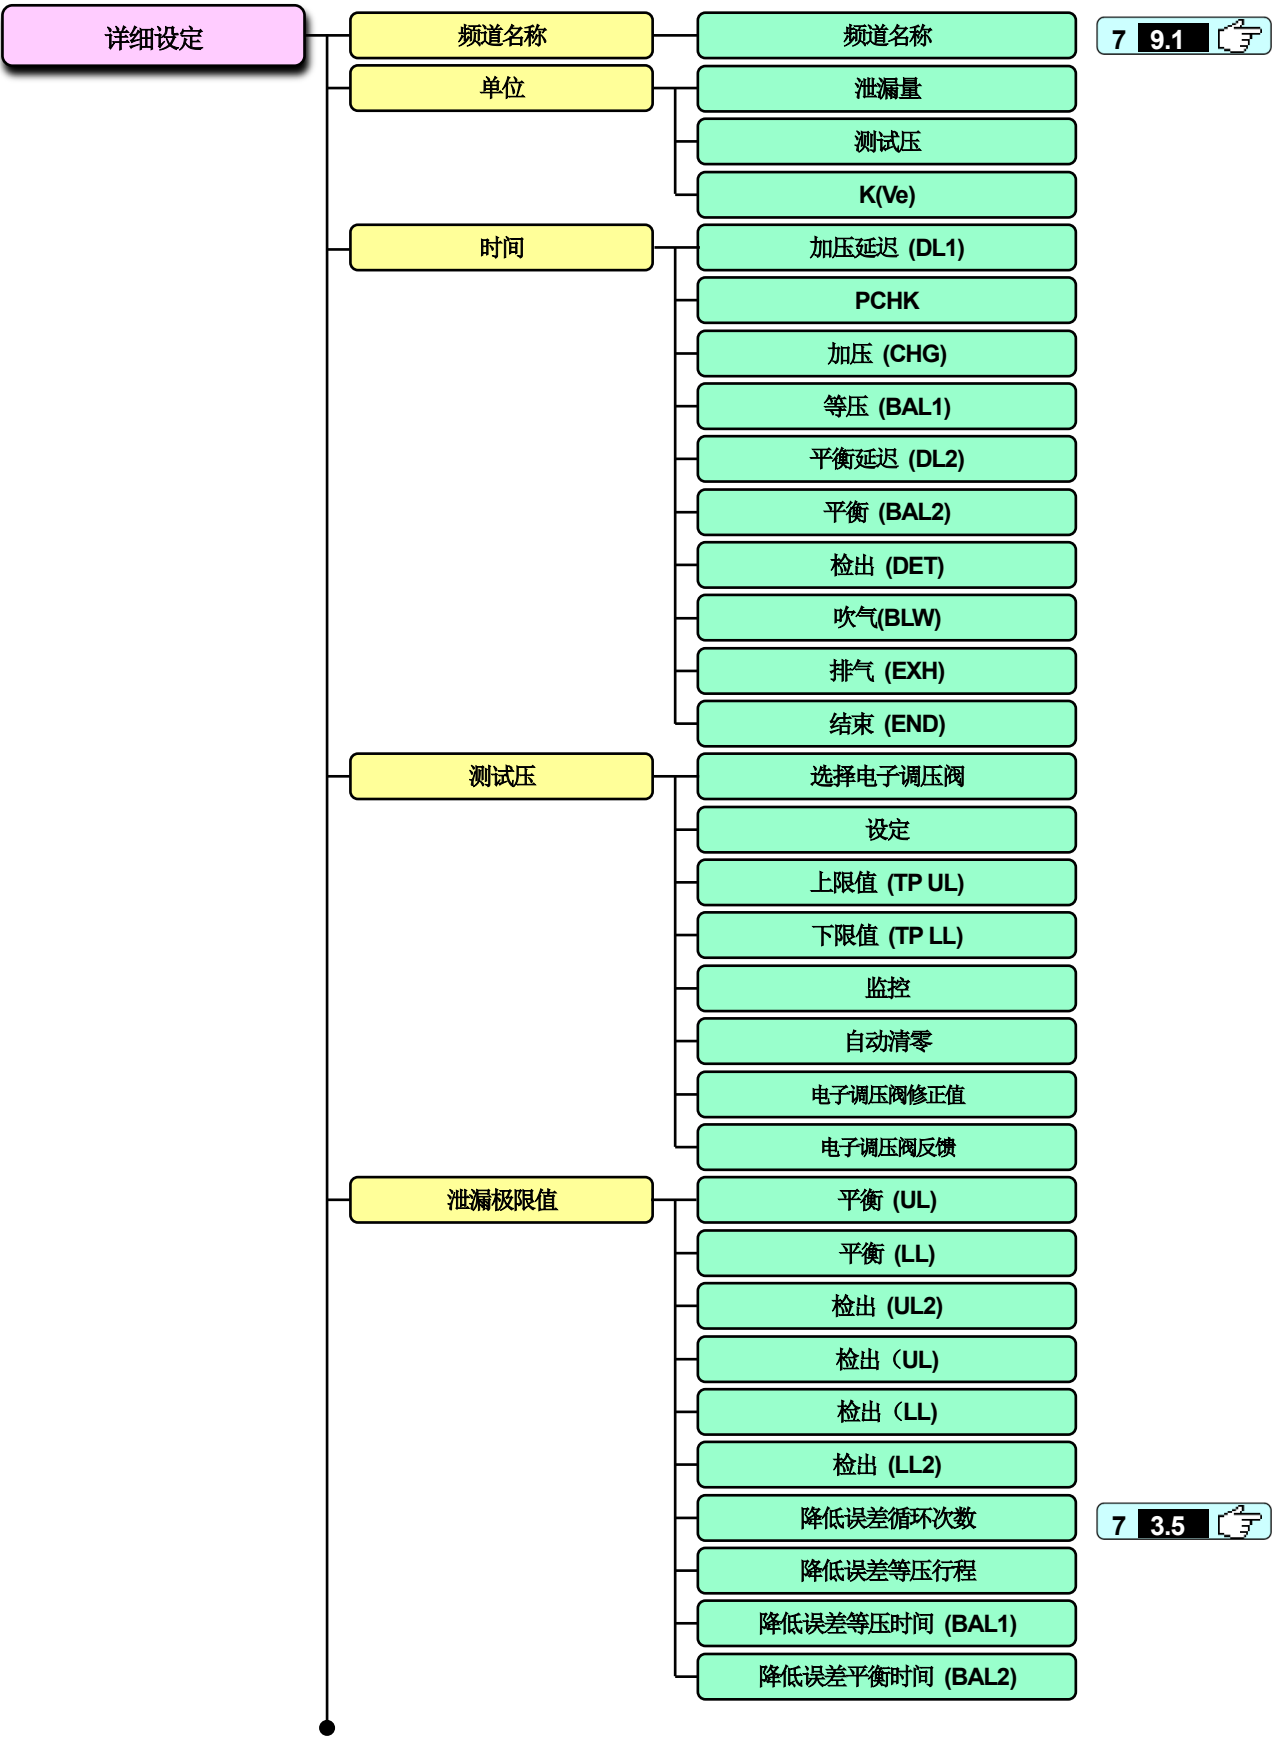 详细设定
频道名称
频道名称
7 9.1
单位
泄漏量
测试压
K(Ve)
时间
加压延迟 (DL1)
PCHK
加压 (CHG)
等压 (BAL1)
平衡延迟 (DL2)
平衡 (BAL2)
检出 (DET)
吹气(BLW)
排气 (EXH)
结束 (END)
测试压
选择电子调压阀
设定
上限值 (TP UL)
下限值 (TP LL)
监控
自动清零
电子调压阀修正值
电子调压阀反馈
泄漏极限值
平衡 (UL)
平衡 (LL)
检出 (UL2)
检出（UL)
检出（LL)
检出 (LL2)
降低误差循环次数
7 3.5
降低误差等压行程
降低误差等压时间 (BAL1)
降低误差平衡时间 (BAL2)